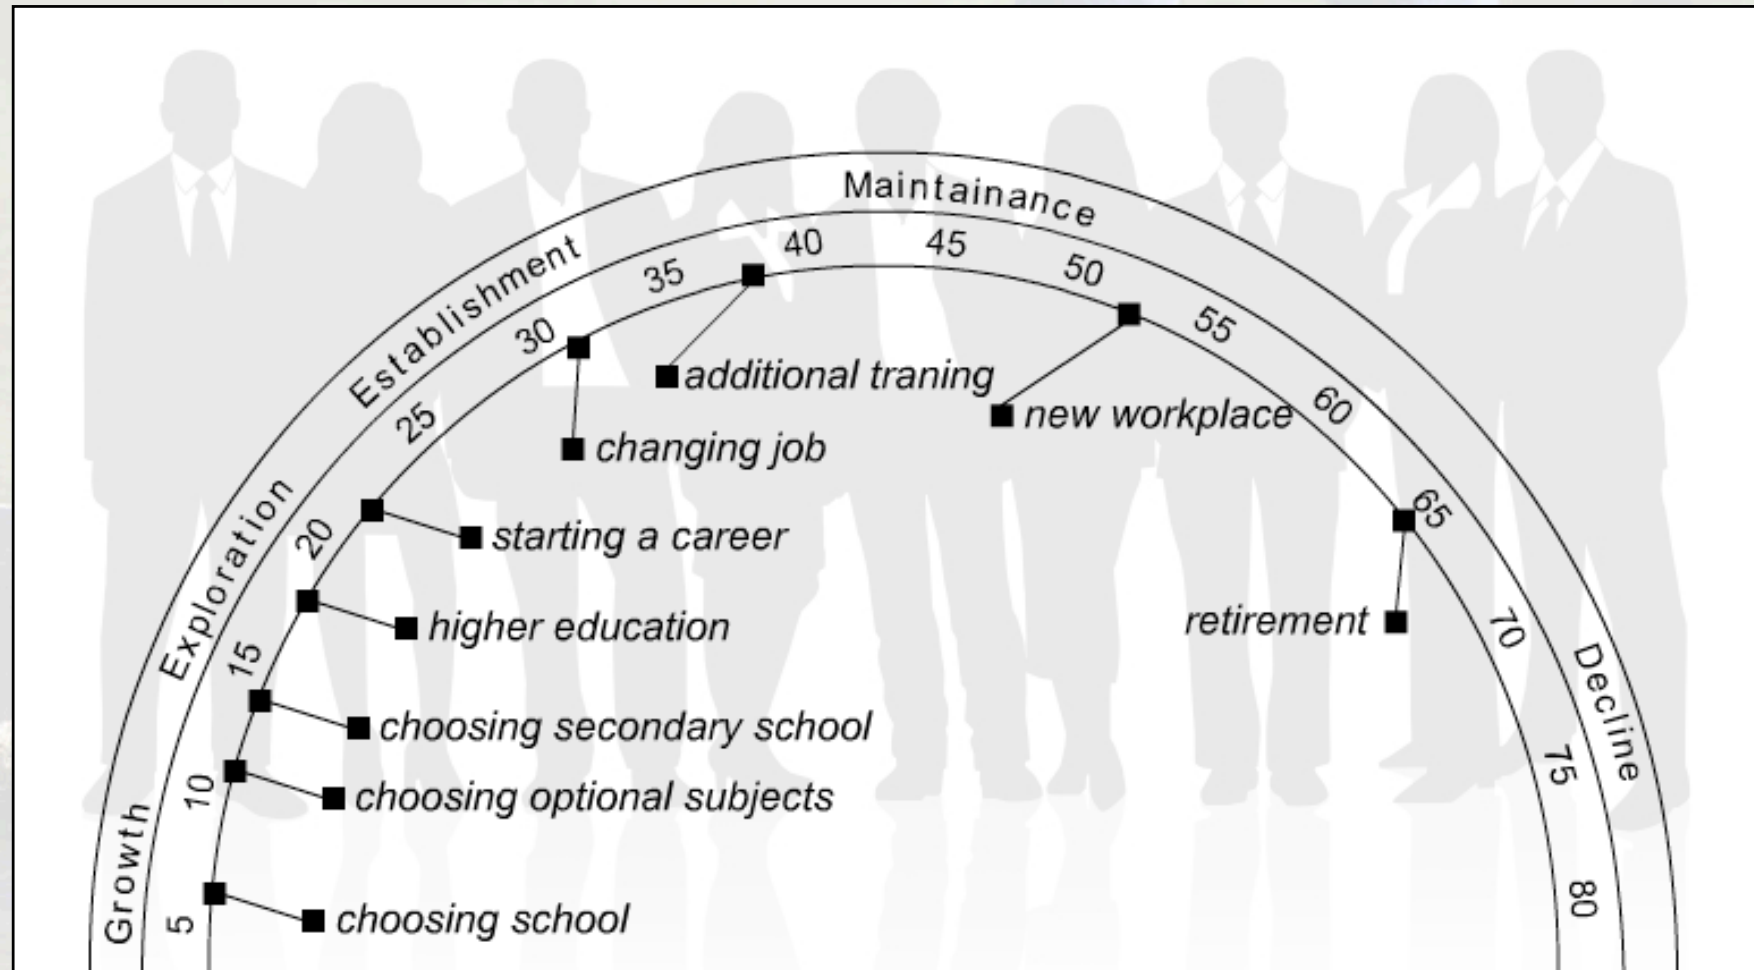 Maintainance
Establishment
Exploration
Growth
Decline
5
10
15
20
25
30
35
40
45
50
55
60
65
70
75
80
additional traning
new workplace
changing job
starting a career
higher education
retirement
choosing secondary school
choosing optional subjects
choosing school